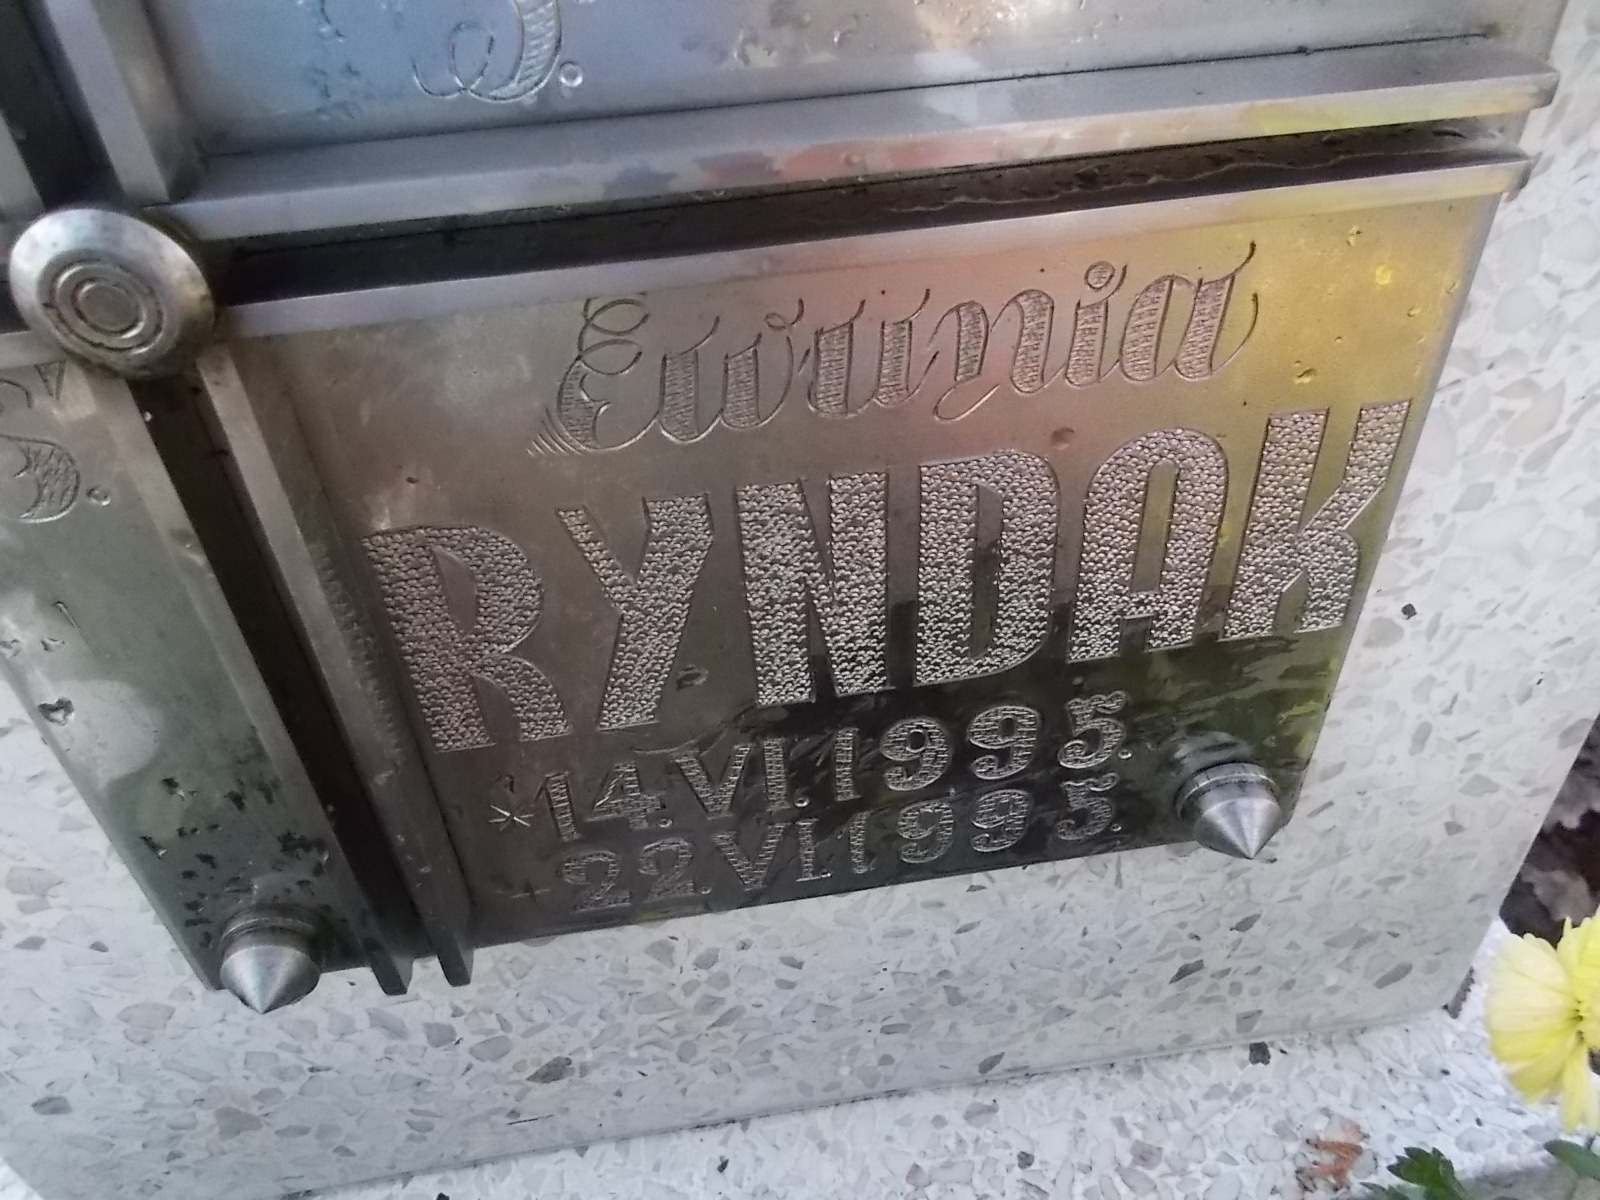 Ewunia
RYNDAK
*14.VI.1995.
+22.VI.1995.